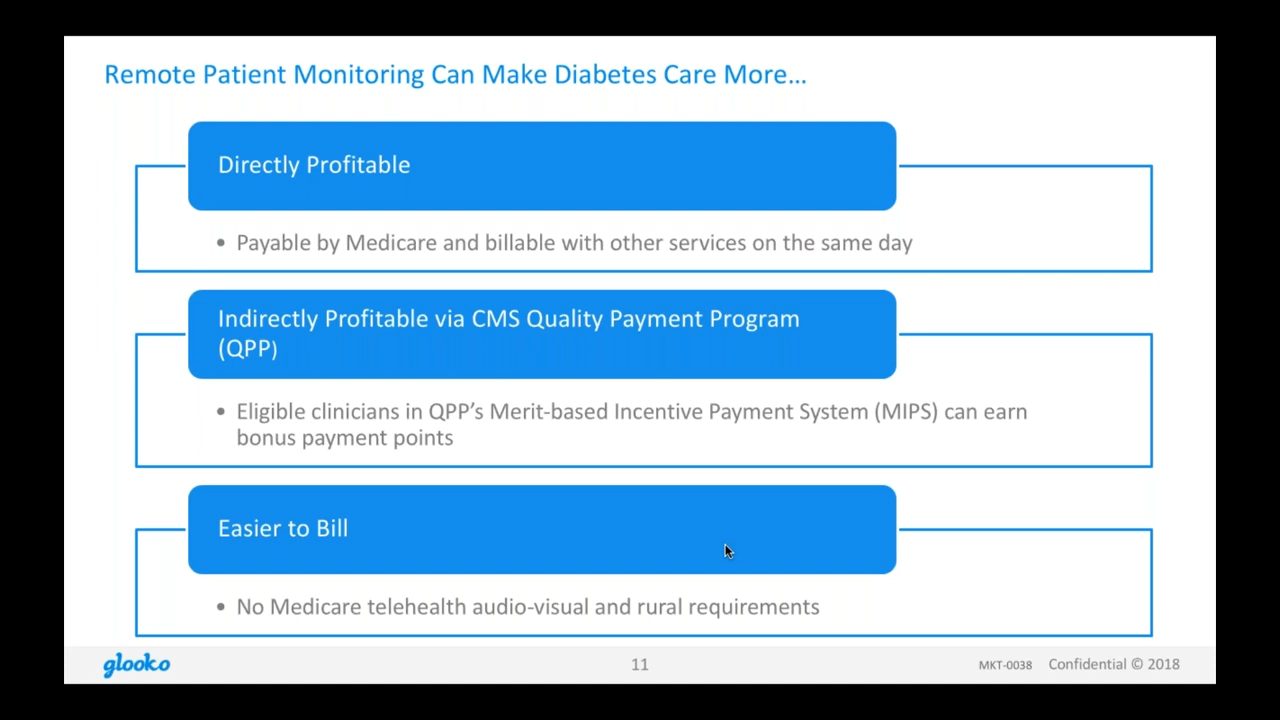 Remote Patient Monitoring Can Make Diabetes Care More...
Directly Profitable
• Payable by Medicare and billable with other services on the same day
Indirectly Profitable via CMS Quality Payment Program
(QPP)
• Eligible clinicians in QPP’s Merit-based Incentive Payment System (MIPS) can earn
bonus payment points
Easier to Bill
• No Medicare telehealth audio-visual and rural requirements
glooko
11
MKT-0038 Confidential © 2018